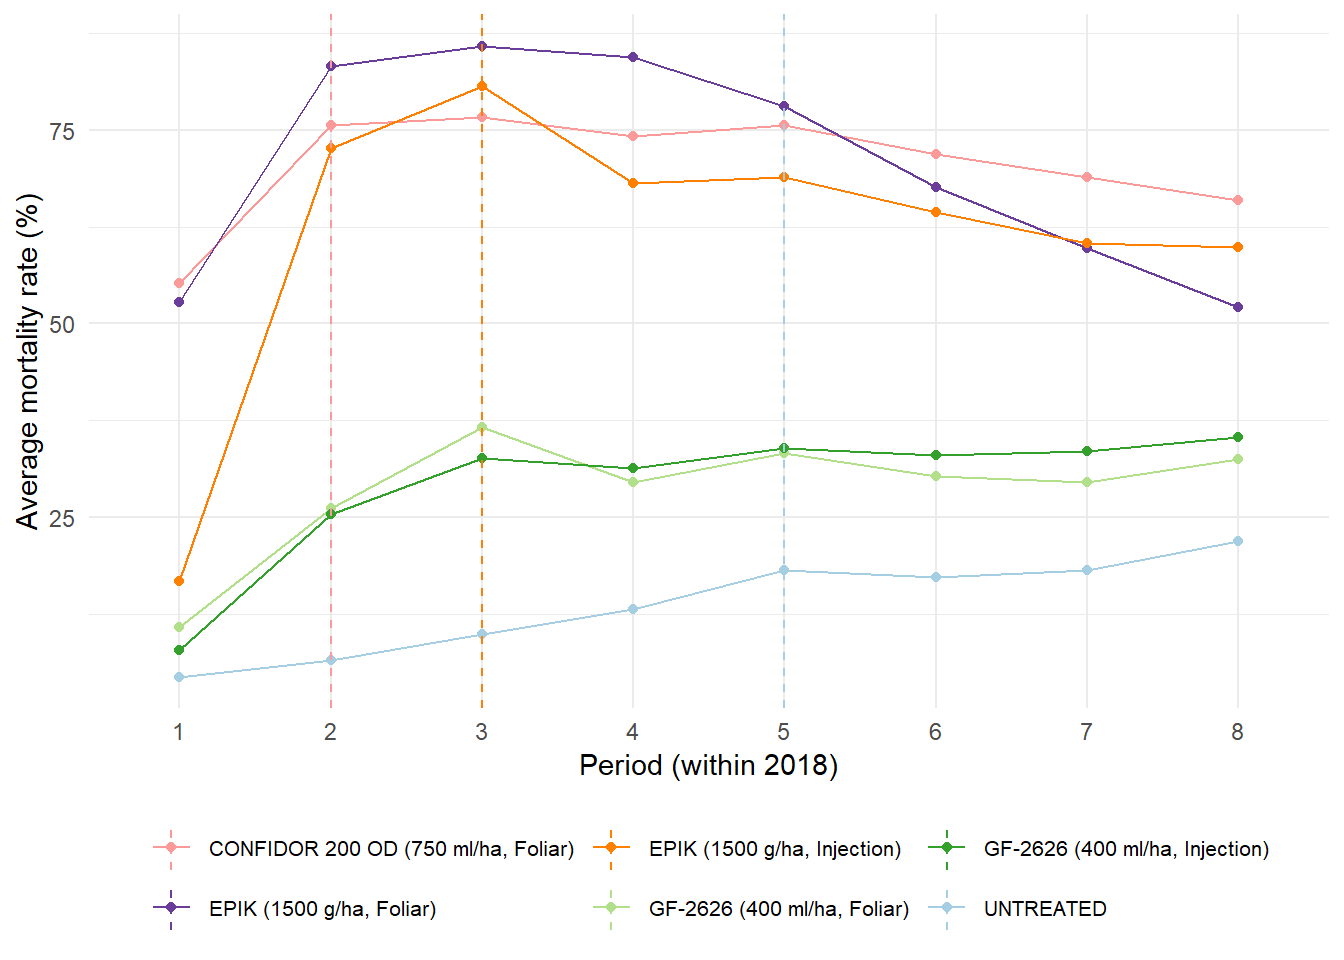 Average mortality rate (%)
75
50
25
1 2 3 4 5 6 7 8
Period (within 2018)
CONFIDOR 200 OD (750 ml/ha, Foliar) EPIK (1500 g/ha, Injection) GF-2626 (400 ml/ha, Injection)
EPIK (1500 g/ha, Foliar) GF-2626 (400 ml/ha, Foliar) UNTREATED